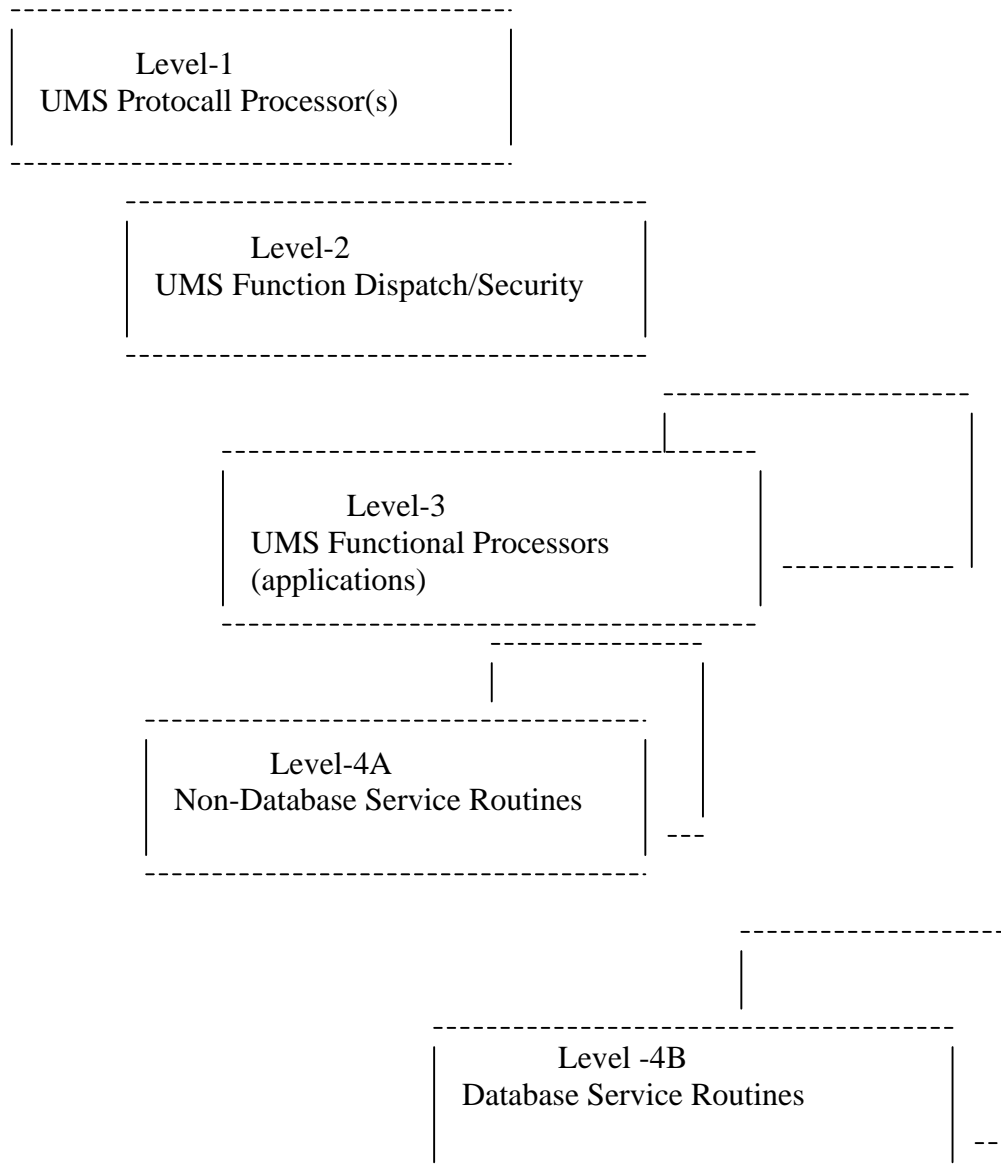 Level-1
UMS Protocall Processor(s)
Level-2
UMS Function Dispatch/Security
Level-3
UMS Functional Processors
(applications)
Level-4A
Non-Database Service Routines
Level -4B
Database Service Routines